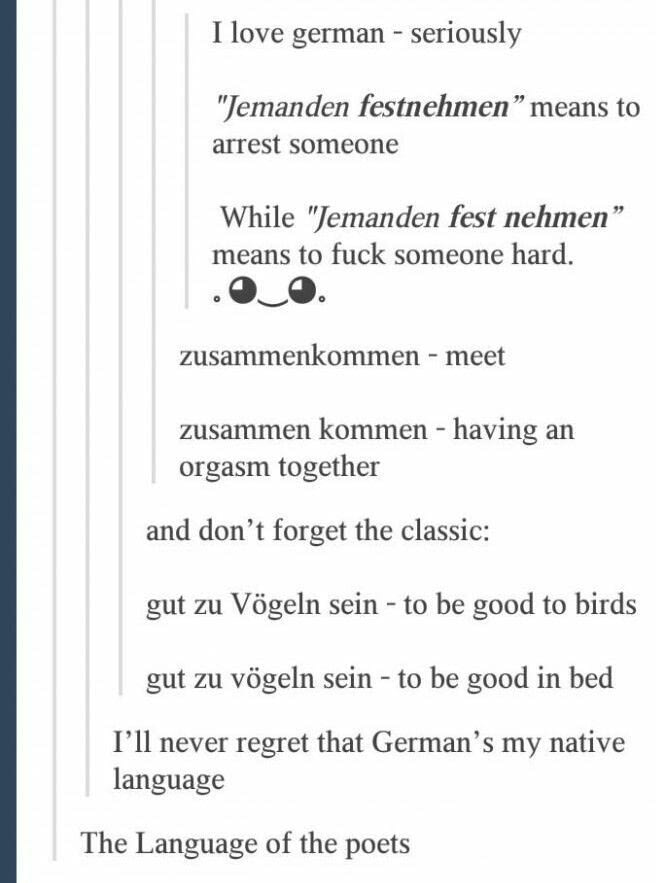 I love german - seriously
"Jemanden festnehmen” means to
arrest someone
While "Jemanden fest nehmen”
means to fuck someone hard.
｡◕‿◕｡
zusammenkommen - meet
zusammen kommen - having an
orgasm together
and don’t forget the classic:
gut zu Vögeln sein - to be good to birds
gut zu vögeln sein - to be good in bed
I’ll never regret that German’s my native
language
The Language of the poets